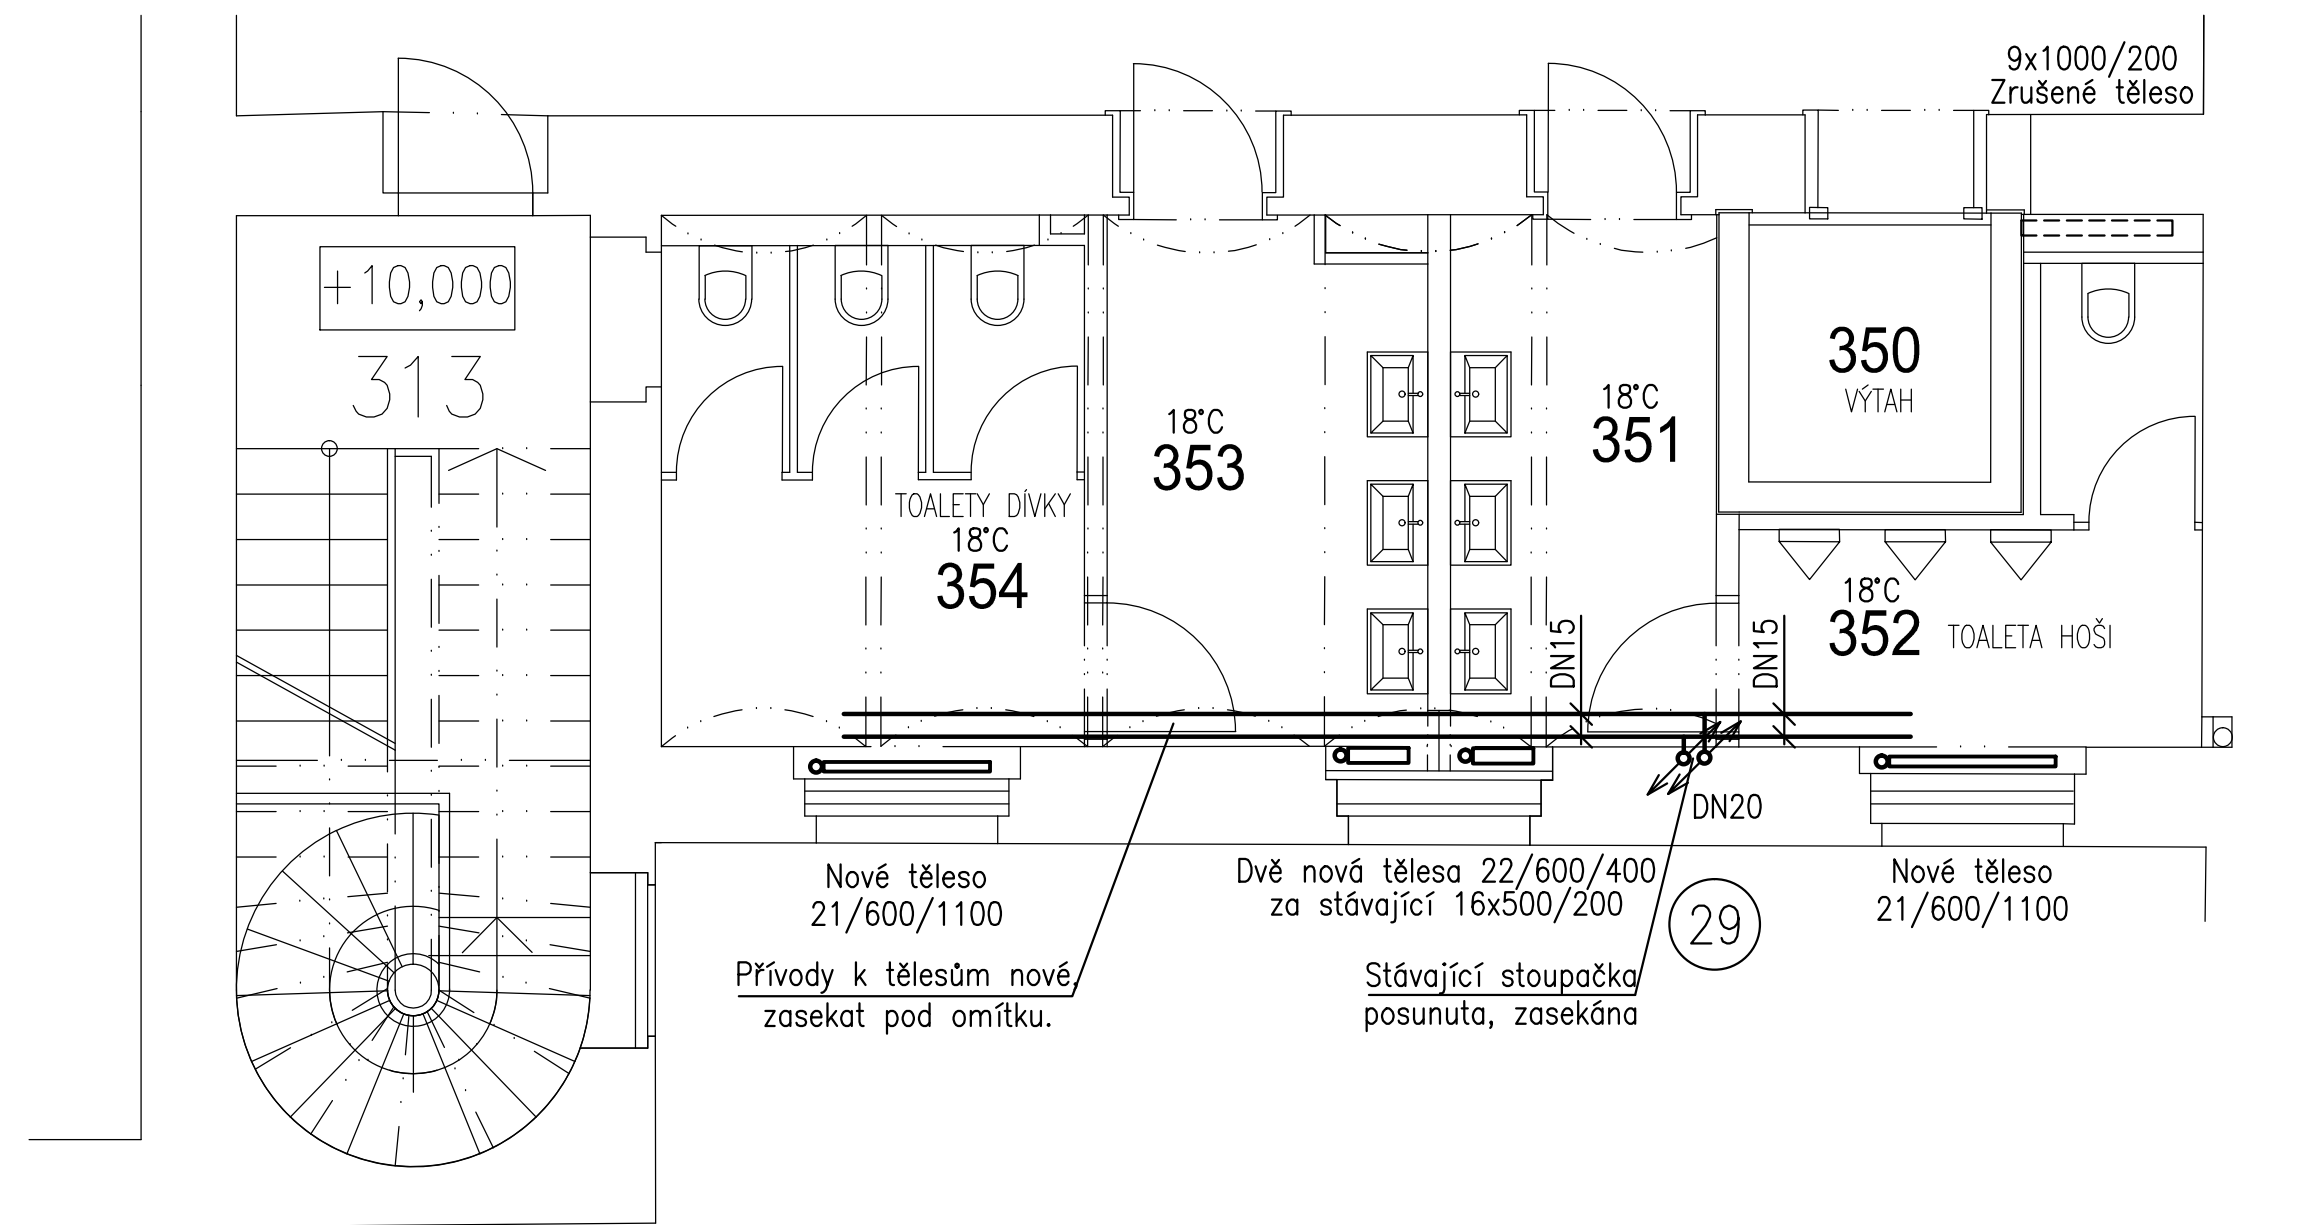 9x1000/200
Zrušené těleso
+10,000
313
350
VÝTAH
18°C
351
18°C
353
TOALETY DÍVKY
18°C
354
18°C
352
TOALETA HOŠI
DN15
DN15
DN20
Nové těleso
21/600/1100
Dvě nová tělesa 22/600/400
za stávající 16x500/200
29
Nové těleso
21/600/1100
Přívody k tělesům nové,
zasekat pod omítku.
Stávající stoupačka
posunuta, zasekána